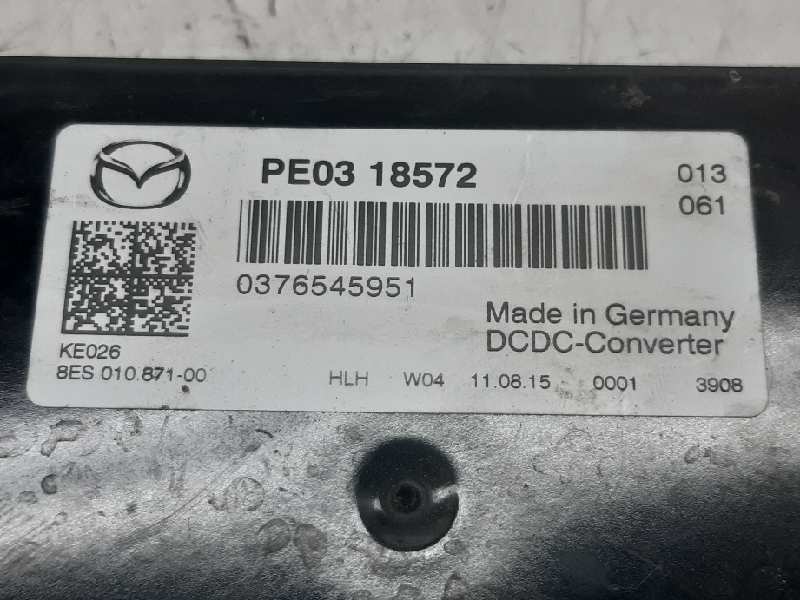 PE03 18572
013
061
0376545951
Made in Germany
DCDC-Converter
KE026
8ES 010.871-00
HLH W04 11.08.15 0001 3908